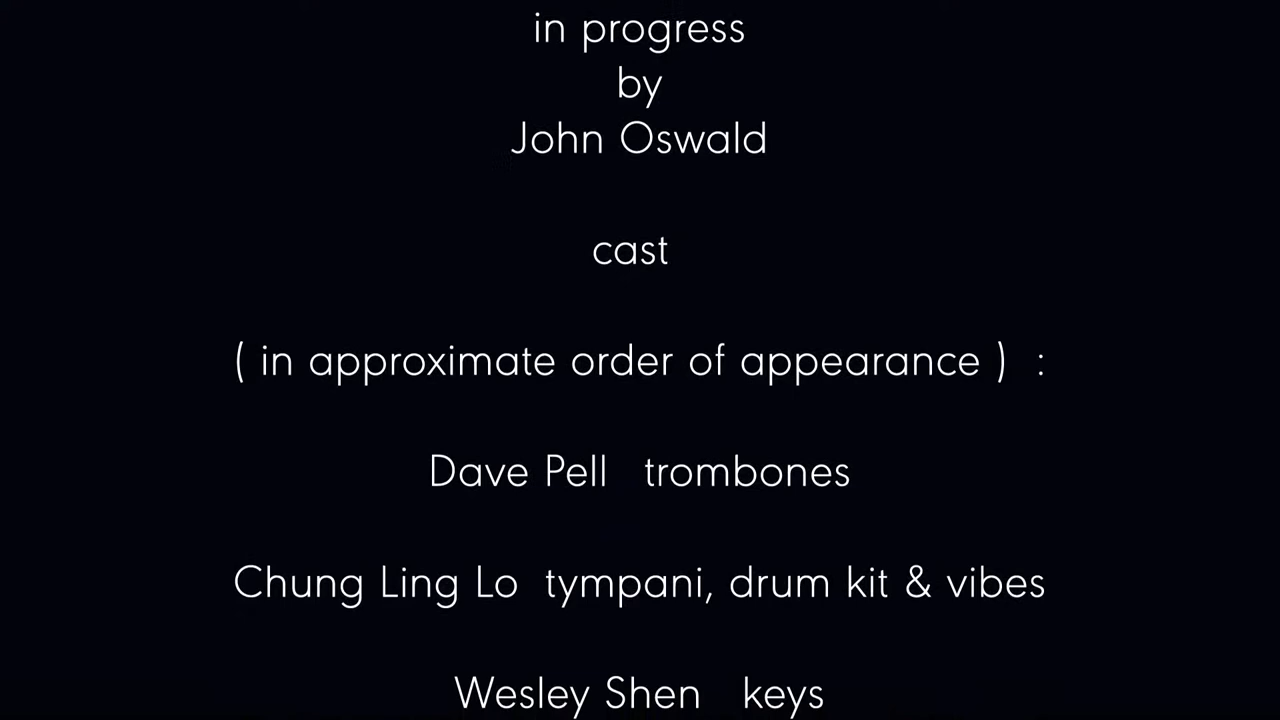 in progress
by
John Oswald
cast
( in approximate order of appearance ) :
Dave Pell trombones
Chung Ling Lo tympani, drum kit & vibes
Wesley Shen keys